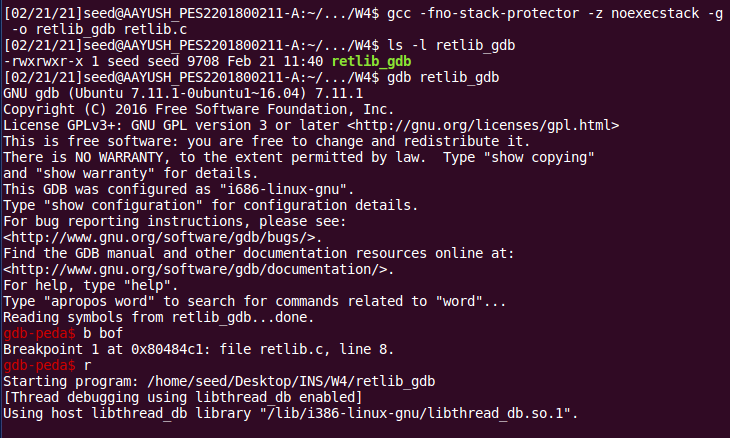 [02/21/21]seed@AAYUSH_PES2201800211-A:~/.../W4$ gcc -fno-stack-protector -z noexecstack -g
 -o retlib_gdb retlib.c
[02/21/21]seed@AAYUSH_PES2201800211-A:~/.../W4$ ls -l retlib_gdb
-rwxrwxr-x 1 seed seed 9708 Feb 21 11:40 retlib_gdb
[02/21/21]seed@AAYUSH_PES2201800211-A:~/.../W4$ gdb retlib_gdb
GNU gdb (Ubuntu 7.11.1-0ubuntu1~16.04) 7.11.1
Copyright (C) 2016 Free Software Foundation, Inc.
License GPLv3+: GNU GPL version 3 or later <http://gnu.org/licenses/gpl.html>
This is free software: you are free to change and redistribute it.
There is NO WARRANTY, to the extent permitted by law.  Type "show copying"
and "show warranty" for details.
This GDB was configured as "i686-linux-gnu".
Type "show configuration" for configuration details.
For bug reporting instructions, please see:
<http://www.gnu.org/software/gdb/bugs/>.
Find the GDB manual and other documentation resources online at:
<http://www.gnu.org/software/gdb/documentation/>.
For help, type "help".
Type "apropos word" to search for commands related to "word"...
Reading symbols from retlib_gdb...done.
gdb-peda$ b bof
Breakpoint 1 at 0x80484c1: file retlib.c, line 8.
gdb-peda$ r
Starting program: /home/seed/Desktop/INS/W4/retlib_gdb
[Thread debugging using libthread_db enabled]
Using host libthread_db library "/lib/i386-linux-gnu/libthread_db.so.1".